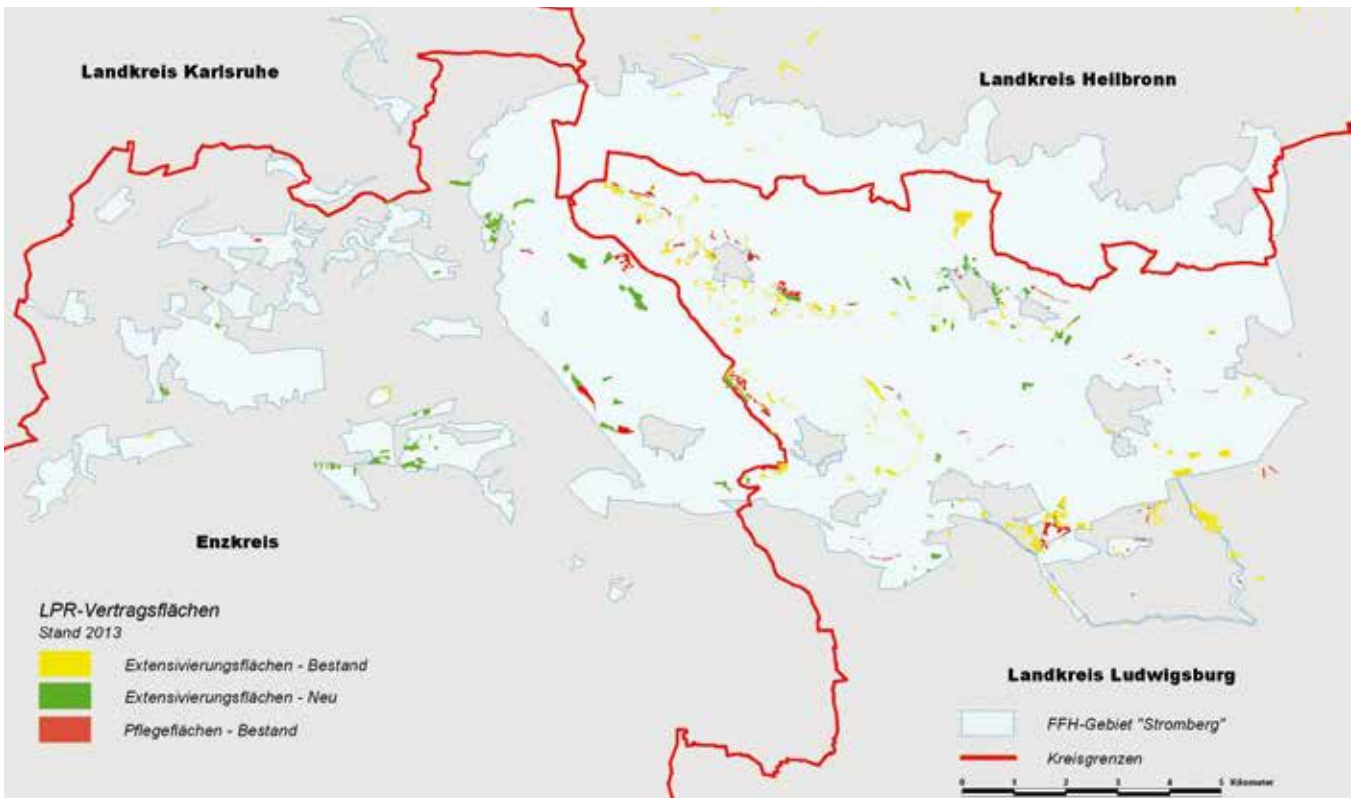 Landkreis Karlsruhe
Landkreis Heilbronn
Enzkreis
LPR-Vertragsflächen
Stand 2013
Extensivierungsflächen - Bestand
Extensivierungsflächen - Neu
Pflegeflächen - Bestand
Landkreis Ludwigsburg
FFH-Gebiet "Stromberg"
Kreisgrenzen
0 1 2 3 4 5 Kilometer